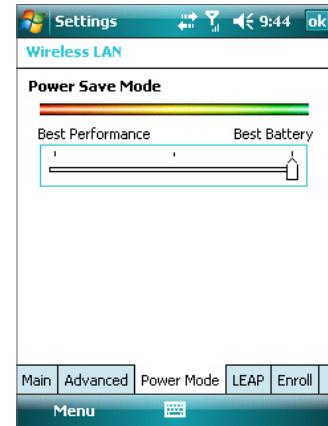 Settings 9:44 ok
Wireless LAN
Power Save Mode
Best Performance Best Battery
Main Advanced Power Mode LEAP Enroll
Menu